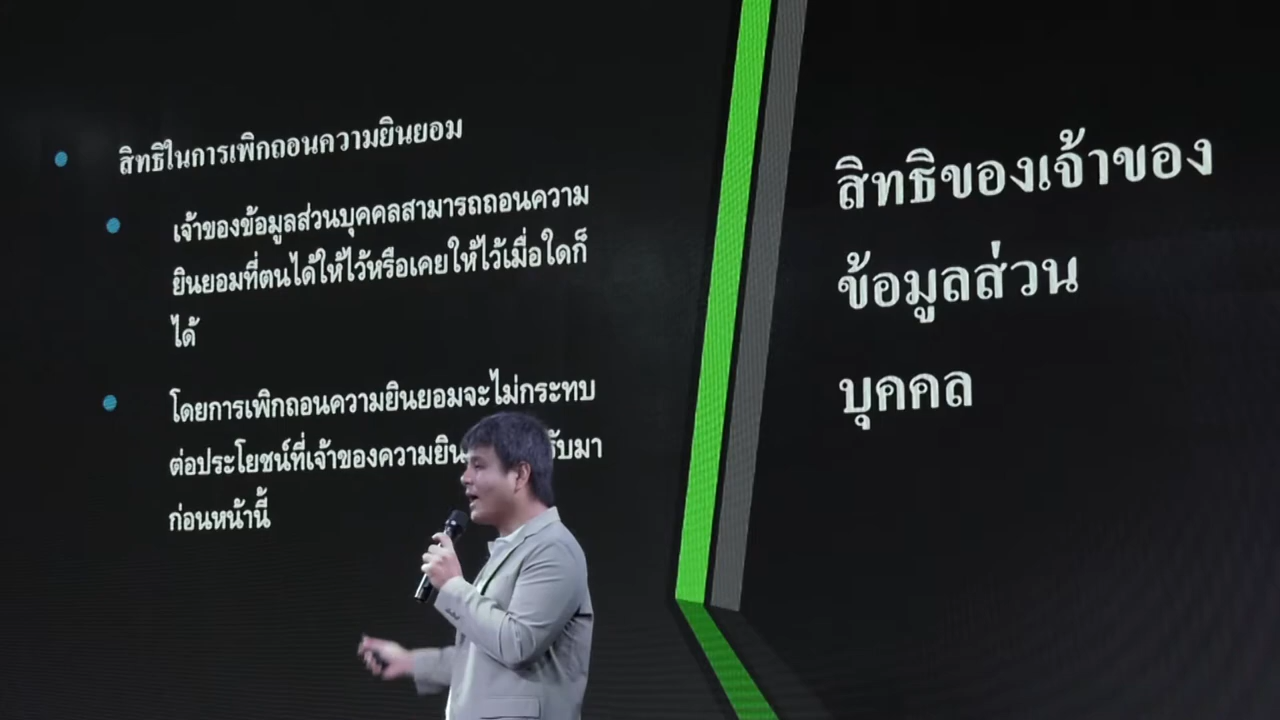 สิทธิในการเพิกถอนความยินยอม
เจ้าของข้อมูลส่วนบุคคลสามารถถอนความ
ยินยอมที่ตนได้ให้ไว้หรือเคยให้ไว้เมื่อใดก็
ได้
โดยการเพิกถอนความยินยอมจะไม่กระทบ
ต่อประโยชน์ที่เจ้าของความยิน รับมา
ก่อนหน้านี้
สิทธิของเจ้าของ
ข้อมูลส่วน
บุคคล